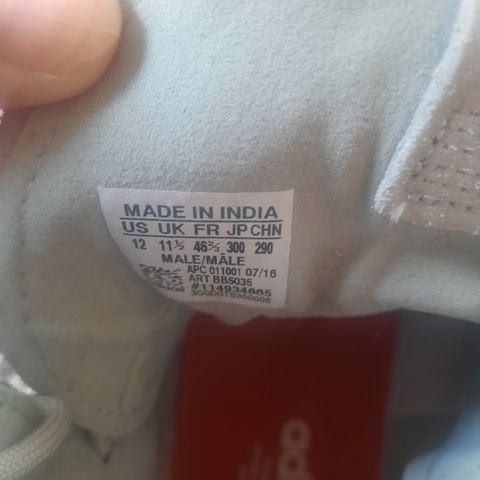 MADE IN INDIA
US UK FR JP CHN
12 11½ 46⅔ 300 290
MALE/MÂLE
APC 011001 07/16
ART BB5035
#114934665